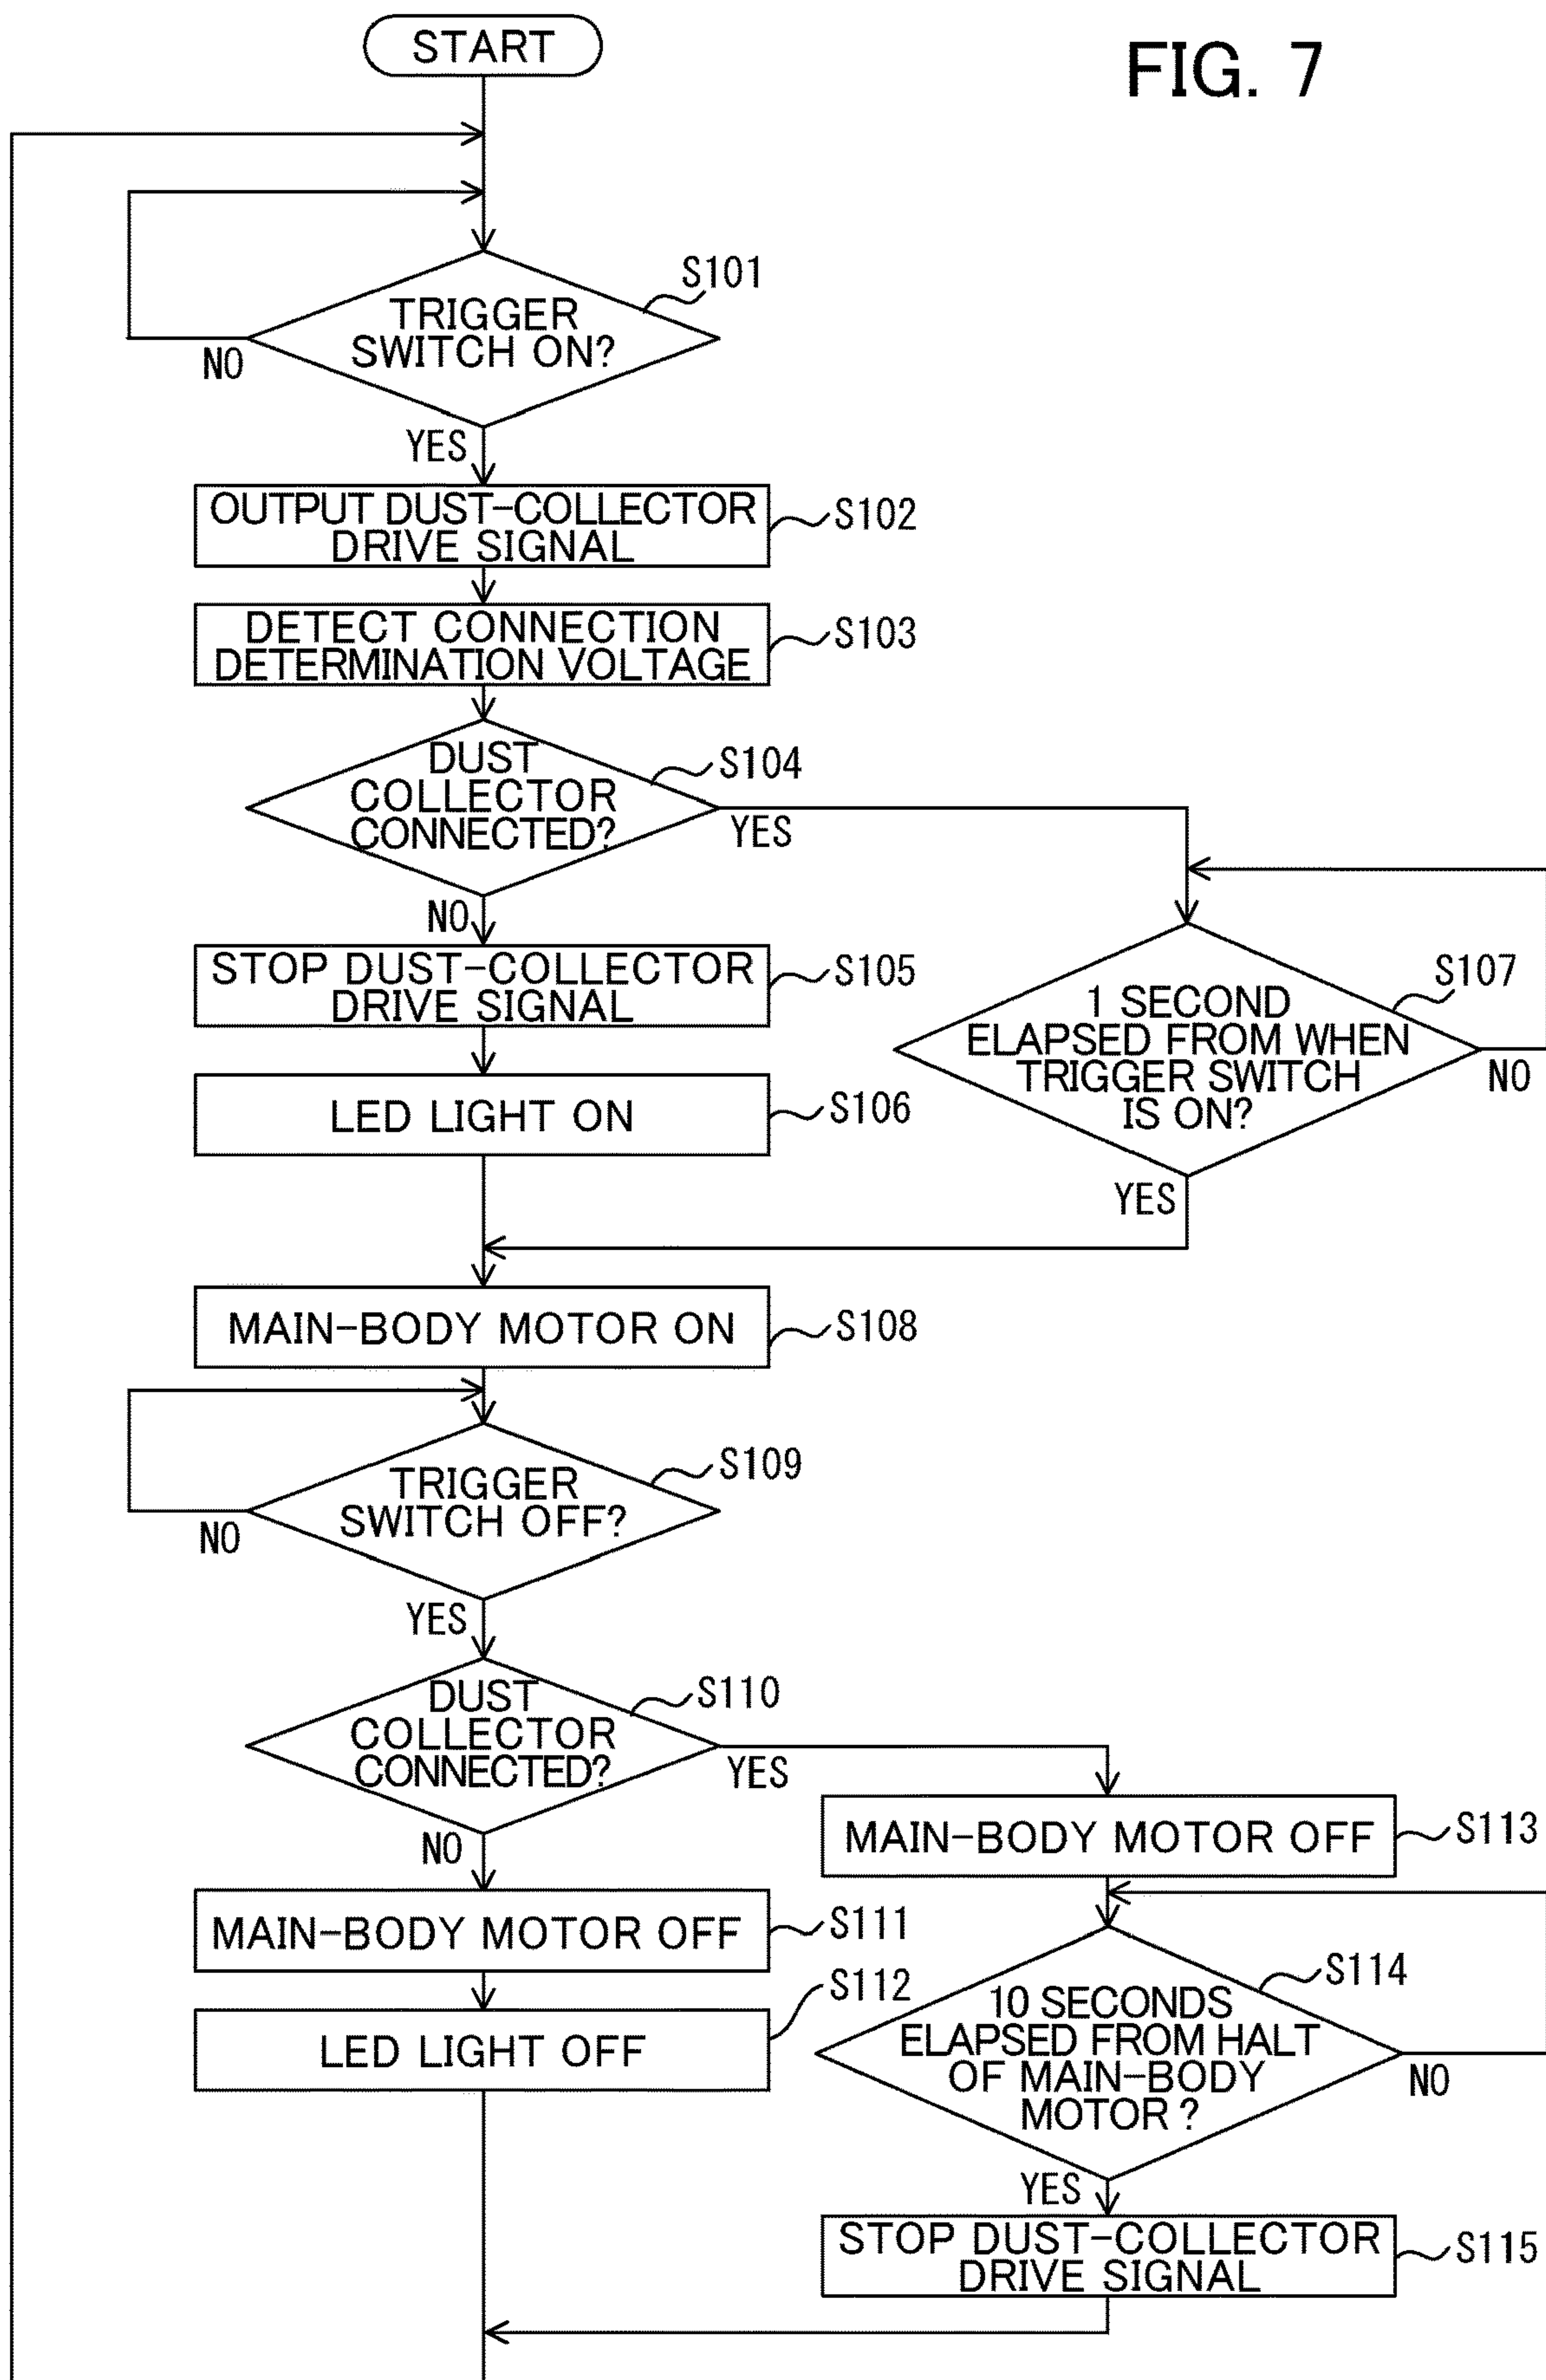 START
FIG. 7
S101
TRIGGER
SWITCH ON?
NO
YES
OUTPUT DUST-COLLECTOR
DRIVE SIGNAL
S102
DETECT CONNECTION
DETERMINATION VOLTAGE
S103
DUST
COLLECTOR
CONNECTED?
S104
YES
NO
STOP DUST-COLLECTOR
DRIVE SIGNAL
S105
S107
1 SECOND
ELAPSED FROM WHEN
TRIGGER SWITCH
IS ON?
NO
YES
LED LIGHT ON
S106
MAIN-BODY MOTOR ON
S108
TRIGGER
SWITCH OFF?
S109
NO
YES
DUST
COLLECTOR
CONNECTED?
S110
YES
NO
MAIN-BODY MOTOR OFF
S113
MAIN-BODY MOTOR OFF
S111
S112
LED LIGHT OFF
S114
10 SECONDS
ELAPSED FROM HALT
OF MAIN-BODY
MOTOR ?
NO
YES
STOP DUST-COLLECTOR
DRIVE SIGNAL
S115